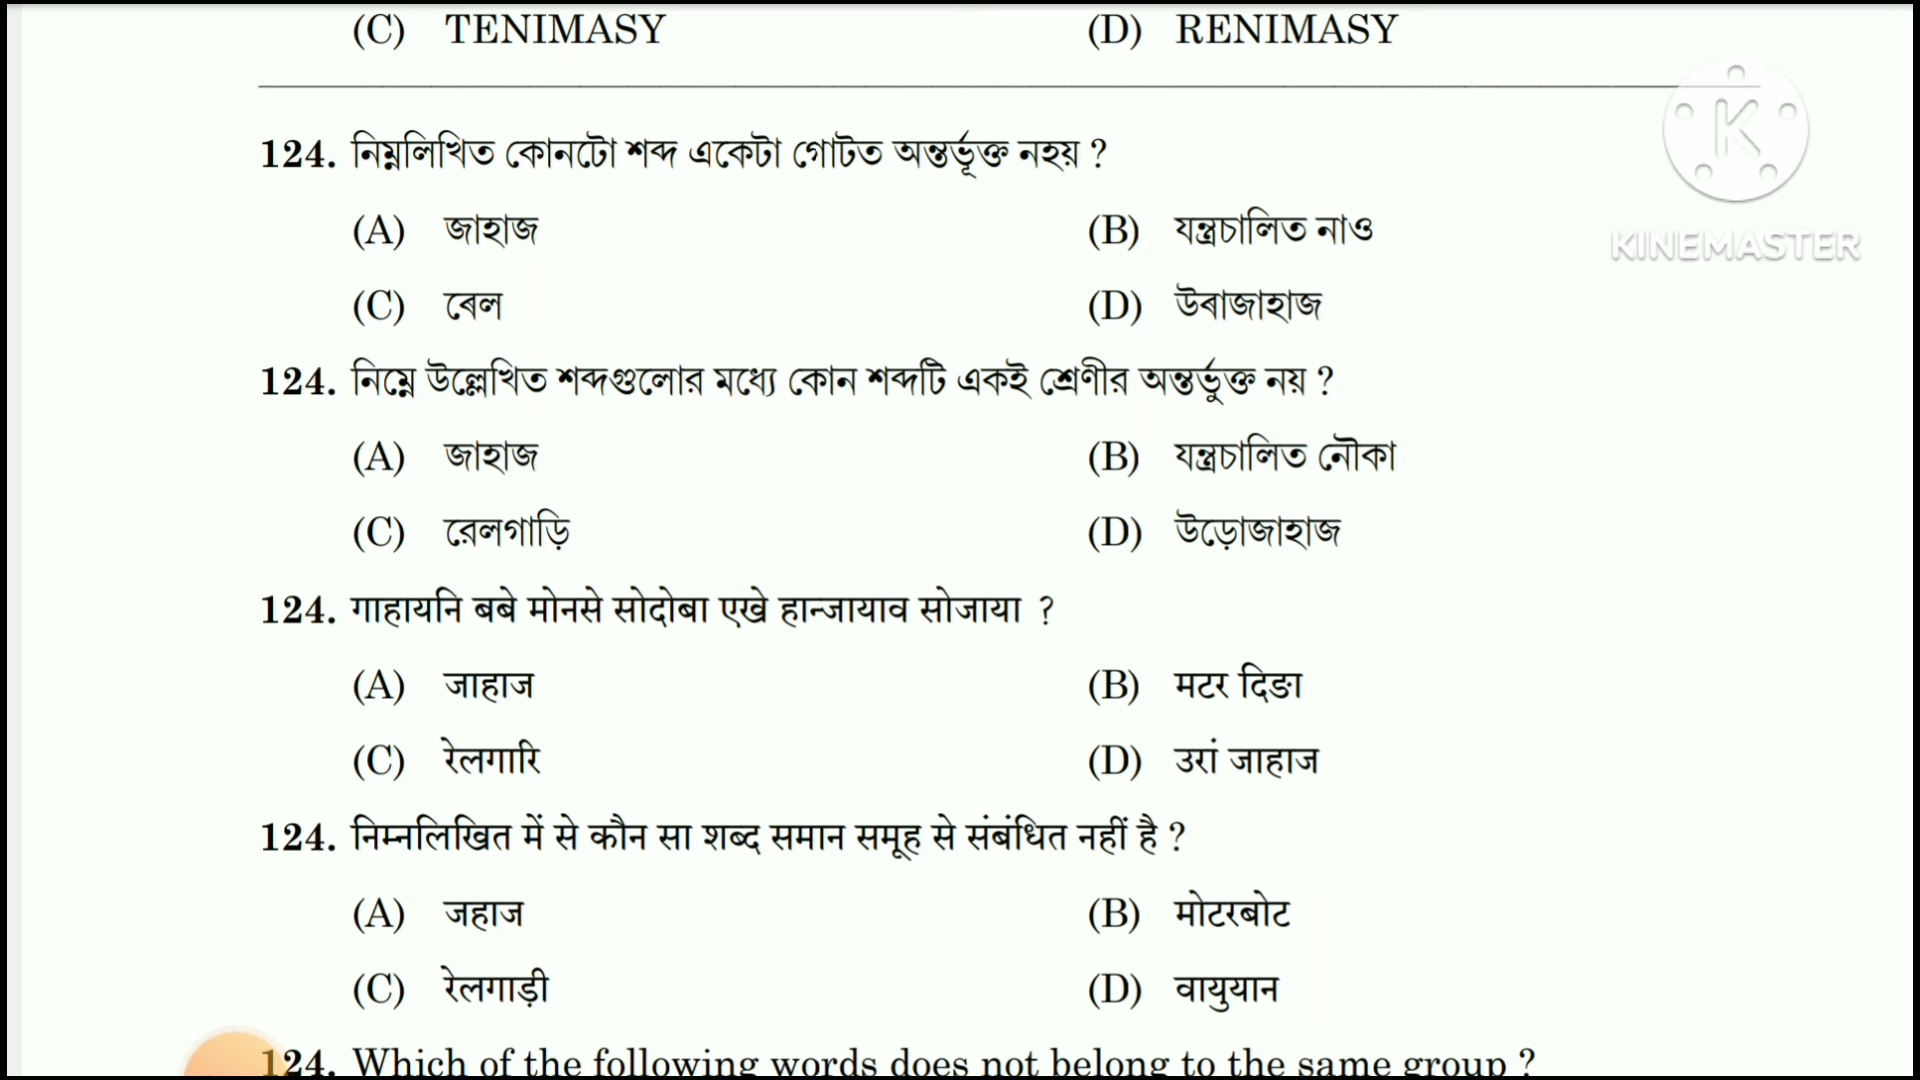 (C) TENIMASY (D) RENIMASY
124. নিম্নলিখিত কোনটো শব্দ একেটা গোটত অন্তৰ্ভূক্ত নহয় ?
(A) জাহাজ (B) যন্ত্ৰচালিত নাও
(C) ৰেল (D) উৰাজাহাজ
124. নিম্নে উল্লেখিত শব্দগুলোর মধ্যে কোন শব্দটি একই শ্রেণীর অন্তর্ভুক্ত নয় ?
(A) জাহাজ (B) যন্ত্রচালিত নৌকা
(C) রেলগাড়ি (D) উড়োজাহাজ
124. गाहायनि बबे मोनसे सोदोबा एखे हान्जायाव सोजाया ?
(A) जाहाज (B) मटर दिङा
(C) रेलगारि (D) उरां जाहाज
124. निम्नलिखित में से कौन सा शब्द समान समूह से संबंधित नहीं है ?
(A) जहाज (B) मोटरबोट
(C) रेलगाड़ी (D) वायुयान
124. Which of the following words does not belong to the same group ?
K
KINEMASTER